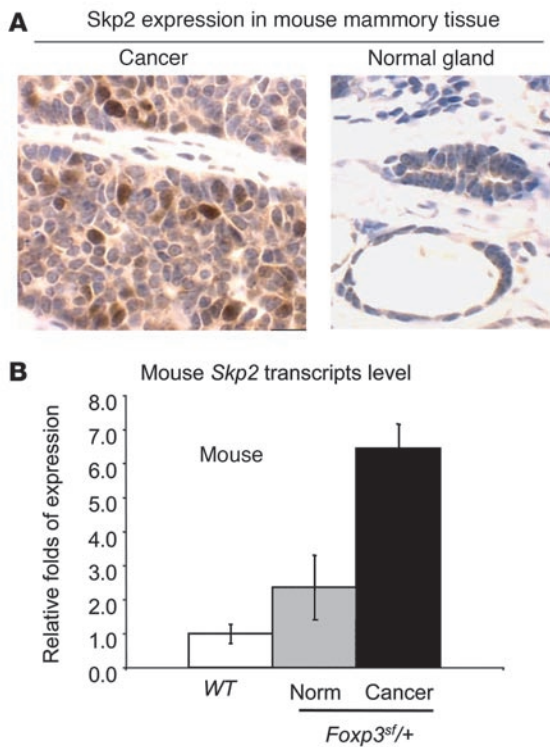 A
Skp2 expression in mouse mammory tissue
Cancer
Normal gland
B
Mouse Skp2 transcripts level
Relative folds of expression
8.0
7.0
6.0
5.0
4.0
3.0
2.0
1.0
0.0
Mouse
WT
Norm
Cancer
Foxp3sf/+